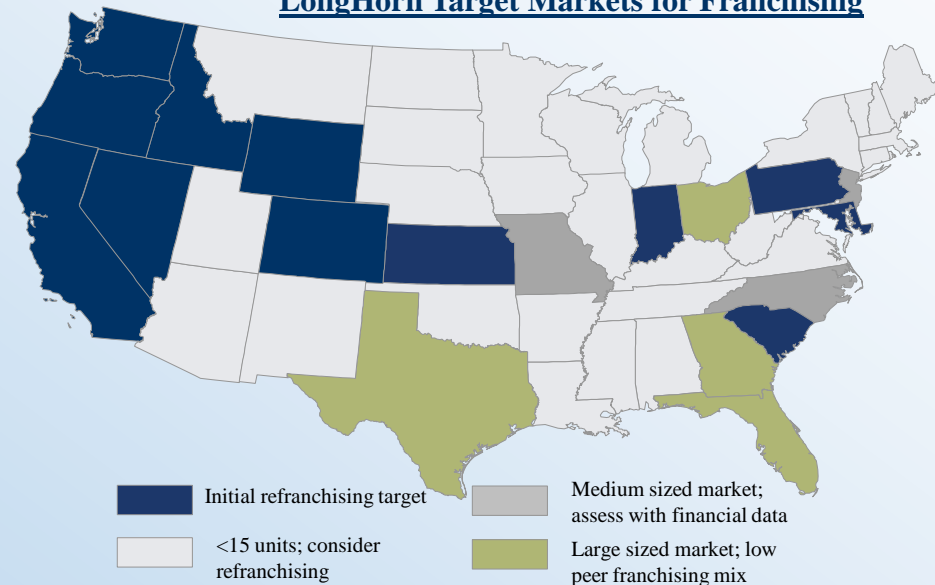 LongHorn Target Markets for Franchising
Initial refranchising target
Medium sized market;
assess with financial data
<15 units; consider
refranchising
Large sized market; low
peer franchising mix